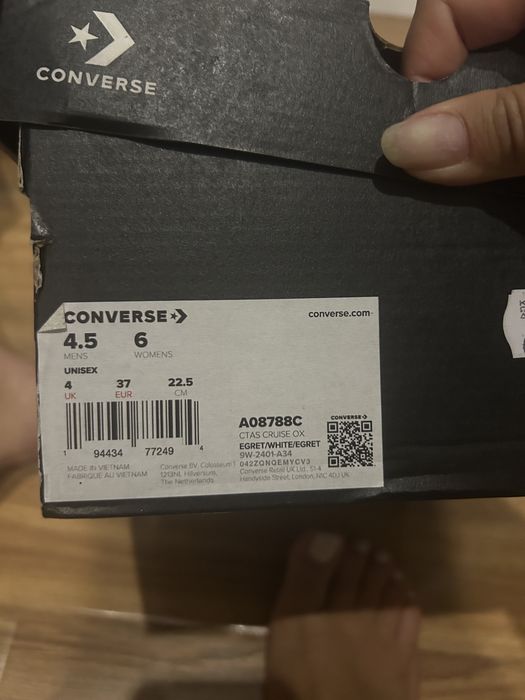 CONVERSE
CONVERSE
converse.com
4.5 6
MENS WOMENS
UNISEX
4 37 22.5
UK EUR CM
1 94434 77249 4
MADE IN VIETNAM
FABRIQUE AU VIETNAM
Converse BV, Colosseum 1
1213NL Hilversum,
The Netherlands
A08788C
CTAS CRUISE OX
EGRET/WHITE/EGRET
9W-2401-A34
042ZQNQEMYCV3
Converse Retail UK Ltd., S1-4
Handyside Street, London, N1C 4DJ UK
CONVERSE